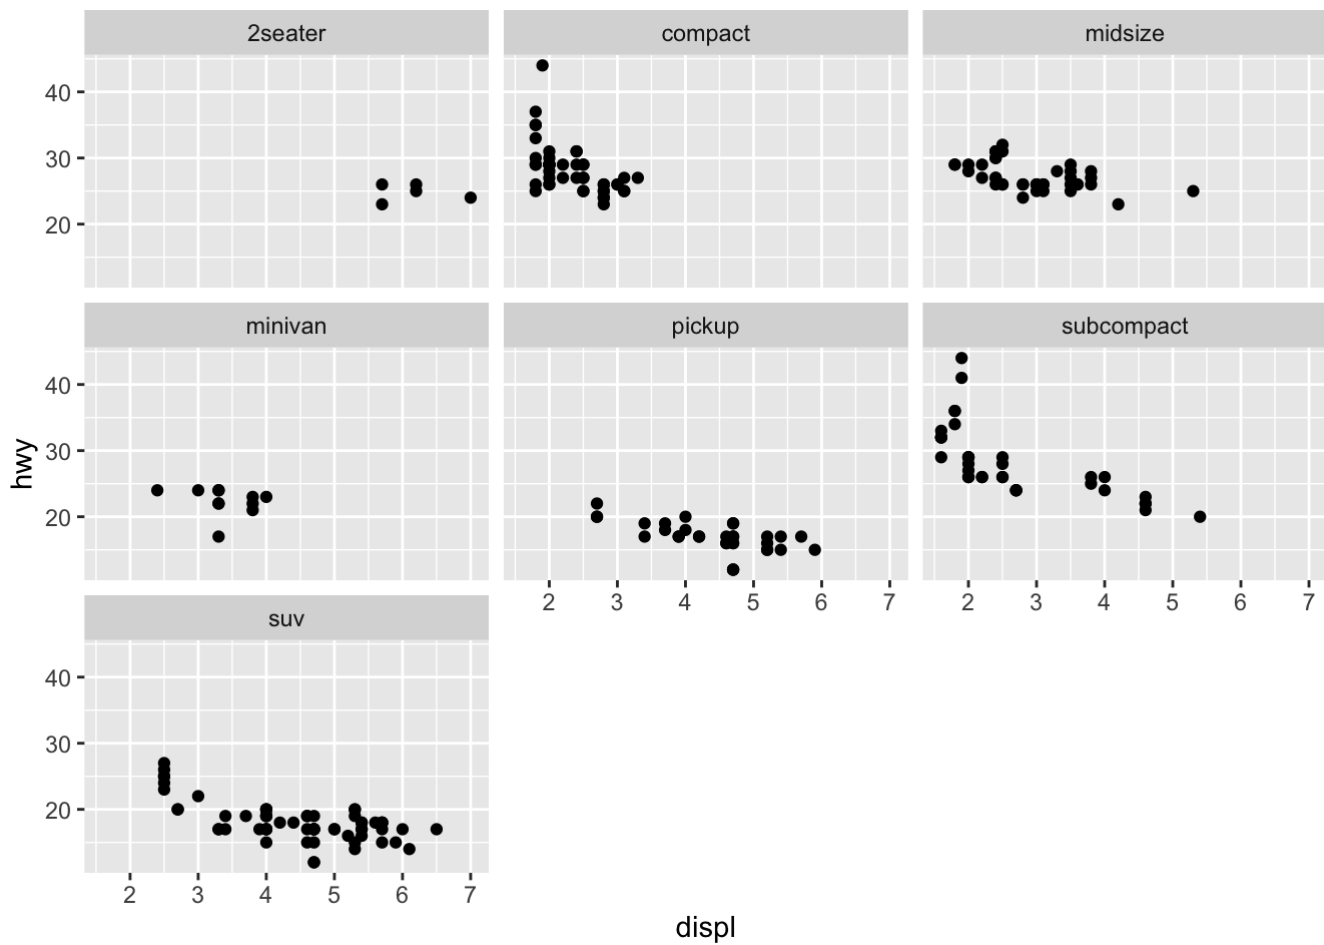 2seater compact midsize
40
30
20
minivan pickup subcompact
40
30
20
hwy
2 3 4 5 6 7 2 3 4 5 6 7
suv
40
30
20
2 3 4 5 6 7
displ